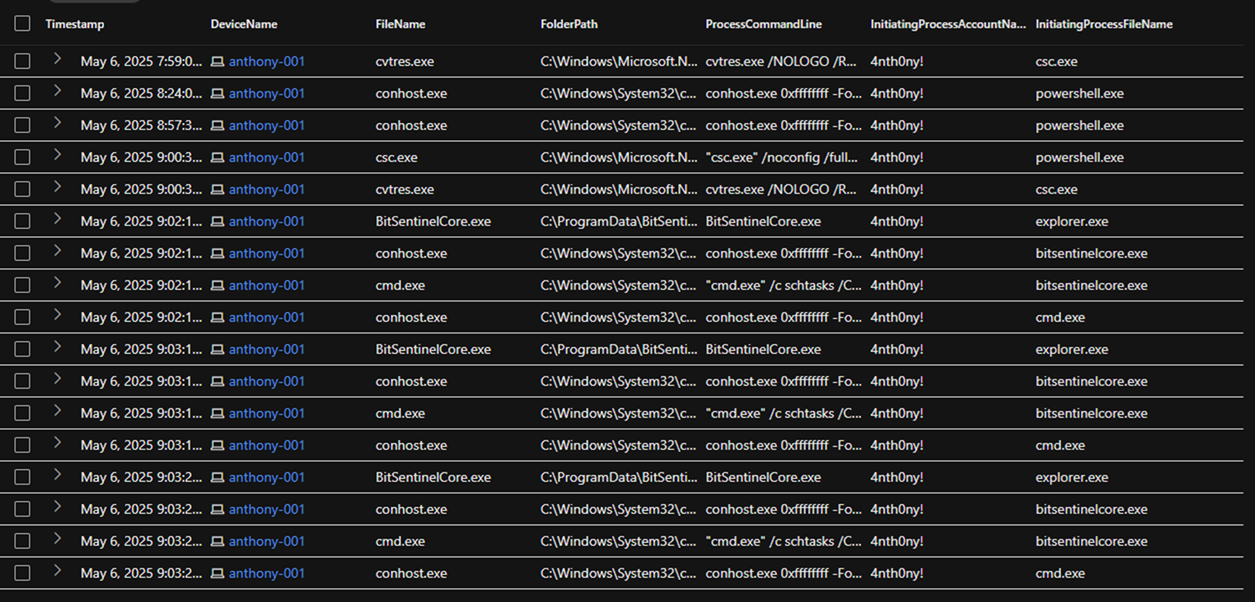 Timestamp DeviceName FileName FolderPath ProcessCommandLine InitiatingProcessAccountNa... InitiatingProcessFileName
May 6, 2025 7:59:0... anthony-001 cvtres.exe C:\Windows\Microsoft.N... cvtres.exe /NOLOGO /R... 4nth0ny! csc.exe
May 6, 2025 8:24:0... anthony-001 conhost.exe C:\Windows\System32\c... conhost.exe 0xffffffff -Fo... 4nth0ny! powershell.exe
May 6, 2025 8:57:3... anthony-001 conhost.exe C:\Windows\System32\c... conhost.exe 0xffffffff -Fo... 4nth0ny! powershell.exe
May 6, 2025 9:00:3... anthony-001 csc.exe C:\Windows\Microsoft.N... "csc.exe" /noconfig /full... 4nth0ny! powershell.exe
May 6, 2025 9:00:3... anthony-001 cvtres.exe C:\Windows\Microsoft.N... cvtres.exe /NOLOGO /R... 4nth0ny! csc.exe
May 6, 2025 9:02:1... anthony-001 BitSentinelCore.exe C:\ProgramData\BitSenti... BitSentinelCore.exe 4nth0ny! explorer.exe
May 6, 2025 9:02:1... anthony-001 conhost.exe C:\Windows\System32\c... conhost.exe 0xffffffff -Fo... 4nth0ny! bitsentinelcore.exe
May 6, 2025 9:02:1... anthony-001 cmd.exe C:\Windows\System32\c... "cmd.exe" /c schtasks /C... 4nth0ny! bitsentinelcore.exe
May 6, 2025 9:02:1... anthony-001 conhost.exe C:\Windows\System32\c... conhost.exe 0xffffffff -Fo... 4nth0ny! cmd.exe
May 6, 2025 9:03:1... anthony-001 BitSentinelCore.exe C:\ProgramData\BitSenti... BitSentinelCore.exe 4nth0ny! explorer.exe
May 6, 2025 9:03:1... anthony-001 conhost.exe C:\Windows\System32\c... conhost.exe 0xffffffff -Fo... 4nth0ny! bitsentinelcore.exe
May 6, 2025 9:03:1... anthony-001 cmd.exe C:\Windows\System32\c... "cmd.exe" /c schtasks /C... 4nth0ny! bitsentinelcore.exe
May 6, 2025 9:03:1... anthony-001 conhost.exe C:\Windows\System32\c... conhost.exe 0xffffffff -Fo... 4nth0ny! cmd.exe
May 6, 2025 9:03:2... anthony-001 BitSentinelCore.exe C:\ProgramData\BitSenti... BitSentinelCore.exe 4nth0ny! explorer.exe
May 6, 2025 9:03:2... anthony-001 conhost.exe C:\Windows\System32\c... conhost.exe 0xffffffff -Fo... 4nth0ny! bitsentinelcore.exe
May 6, 2025 9:03:2... anthony-001 cmd.exe C:\Windows\System32\c... "cmd.exe" /c schtasks /C... 4nth0ny! bitsentinelcore.exe
May 6, 2025 9:03:2... anthony-001 conhost.exe C:\Windows\System32\c... conhost.exe 0xffffffff -Fo... 4nth0ny! cmd.exe